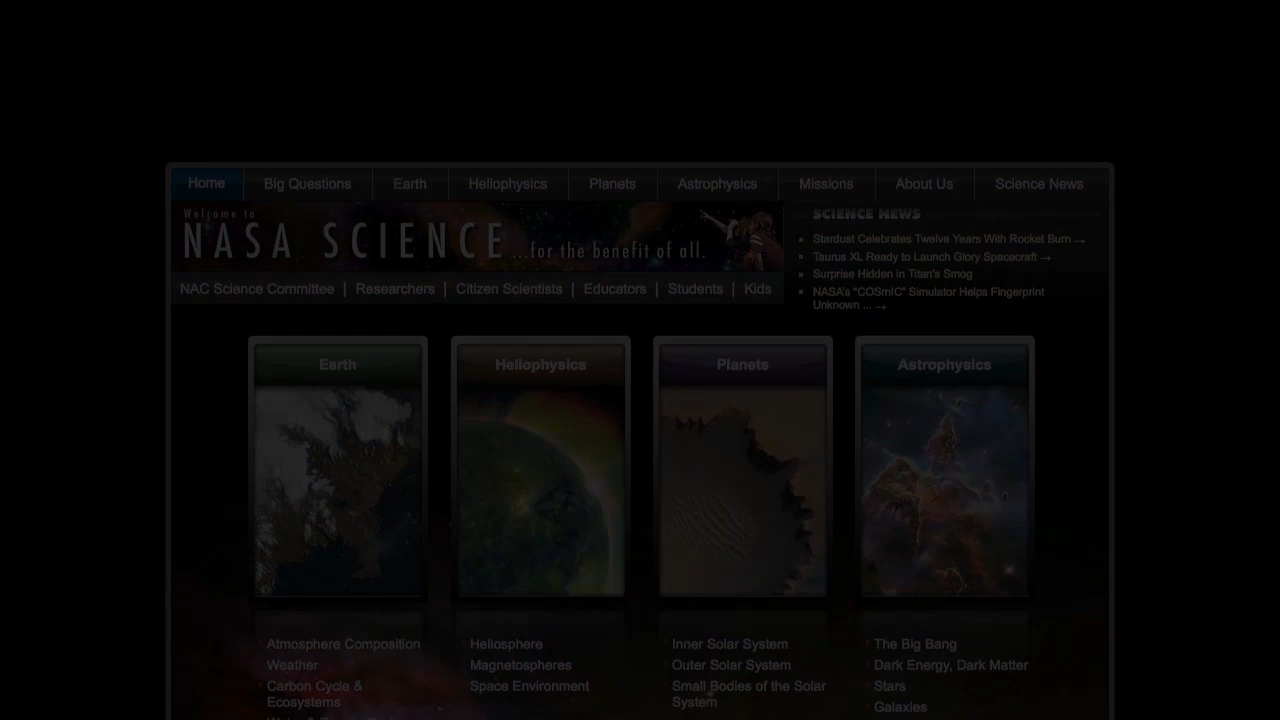 Home Big Questions Earth Heliophysics Planets Astrophysics Missions About Us Science News
Welcome to
NASA SCIENCE ...for the benefit of all.
NAC Science Committee | Researchers | Citizen Scientists | Educators | Students | Kids
SCIENCE NEWS
Stardust Celebrates Twelve Years With Rocket Burn →
Taurus XL Ready to Launch Glory Spacecraft →
Surprise Hidden in Titan's Smog
NASA's "COSmIC" Simulator Helps Fingerprint
Unknown ... →
Earth
Heliophysics
Planets
Astrophysics
Atmosphere Composition
Weather
Carbon Cycle &
Ecosystems
Heliosphere
Magnetospheres
Space Environment
Inner Solar System
Outer Solar System
Small Bodies of the Solar
System
The Big Bang
Dark Energy, Dark Matter
Stars
Galaxies